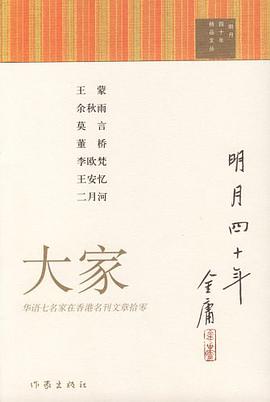 明月
四十年
精品文丛
王 蒙
余秋雨
莫 言
董 桥
李欧梵
王安忆
二月河
明月四十年
金庸
大家
华语七名家在香港名刊文章拾零
作家出版社